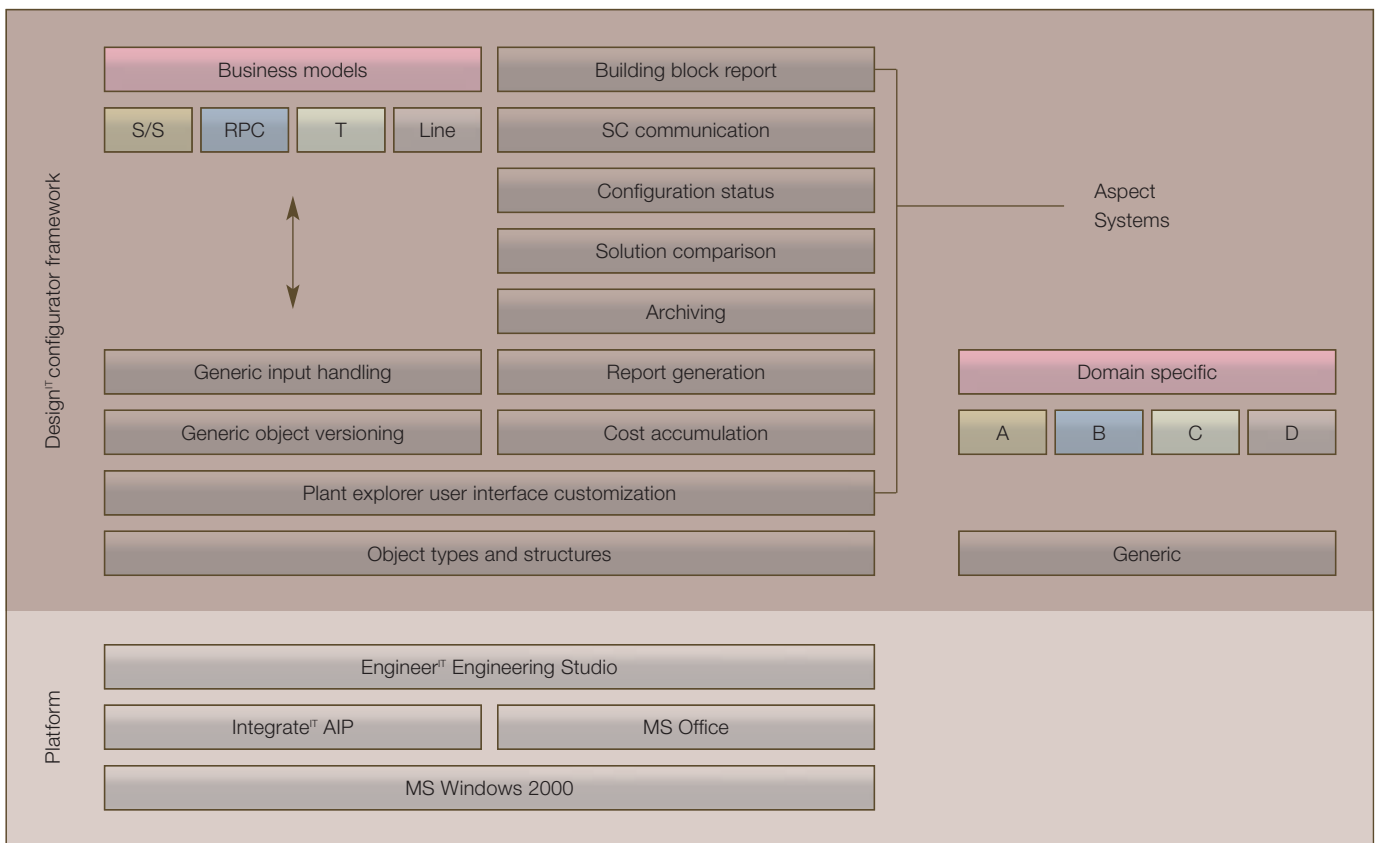 Design^IT configurator framework
Business models
S/S
RPC
T
Line
Building block report
SC communication
Configuration status
Solution comparison
Archiving
Aspect
Systems
Generic input handling
Report generation
Generic object versioning
Cost accumulation
Plant explorer user interface customization
Object types and structures
Domain specific
A
B
C
D
Generic
Platform
Engineer^IT Engineering Studio
Integrate^IT AIP
MS Office
MS Windows 2000